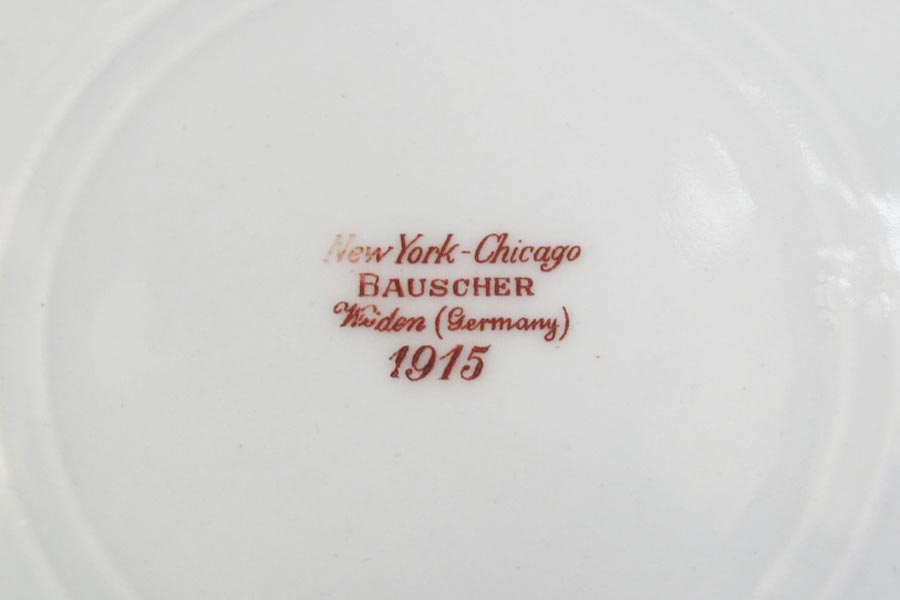 New York - Chicago
BAUSCHER
Weiden (Germany)
1915